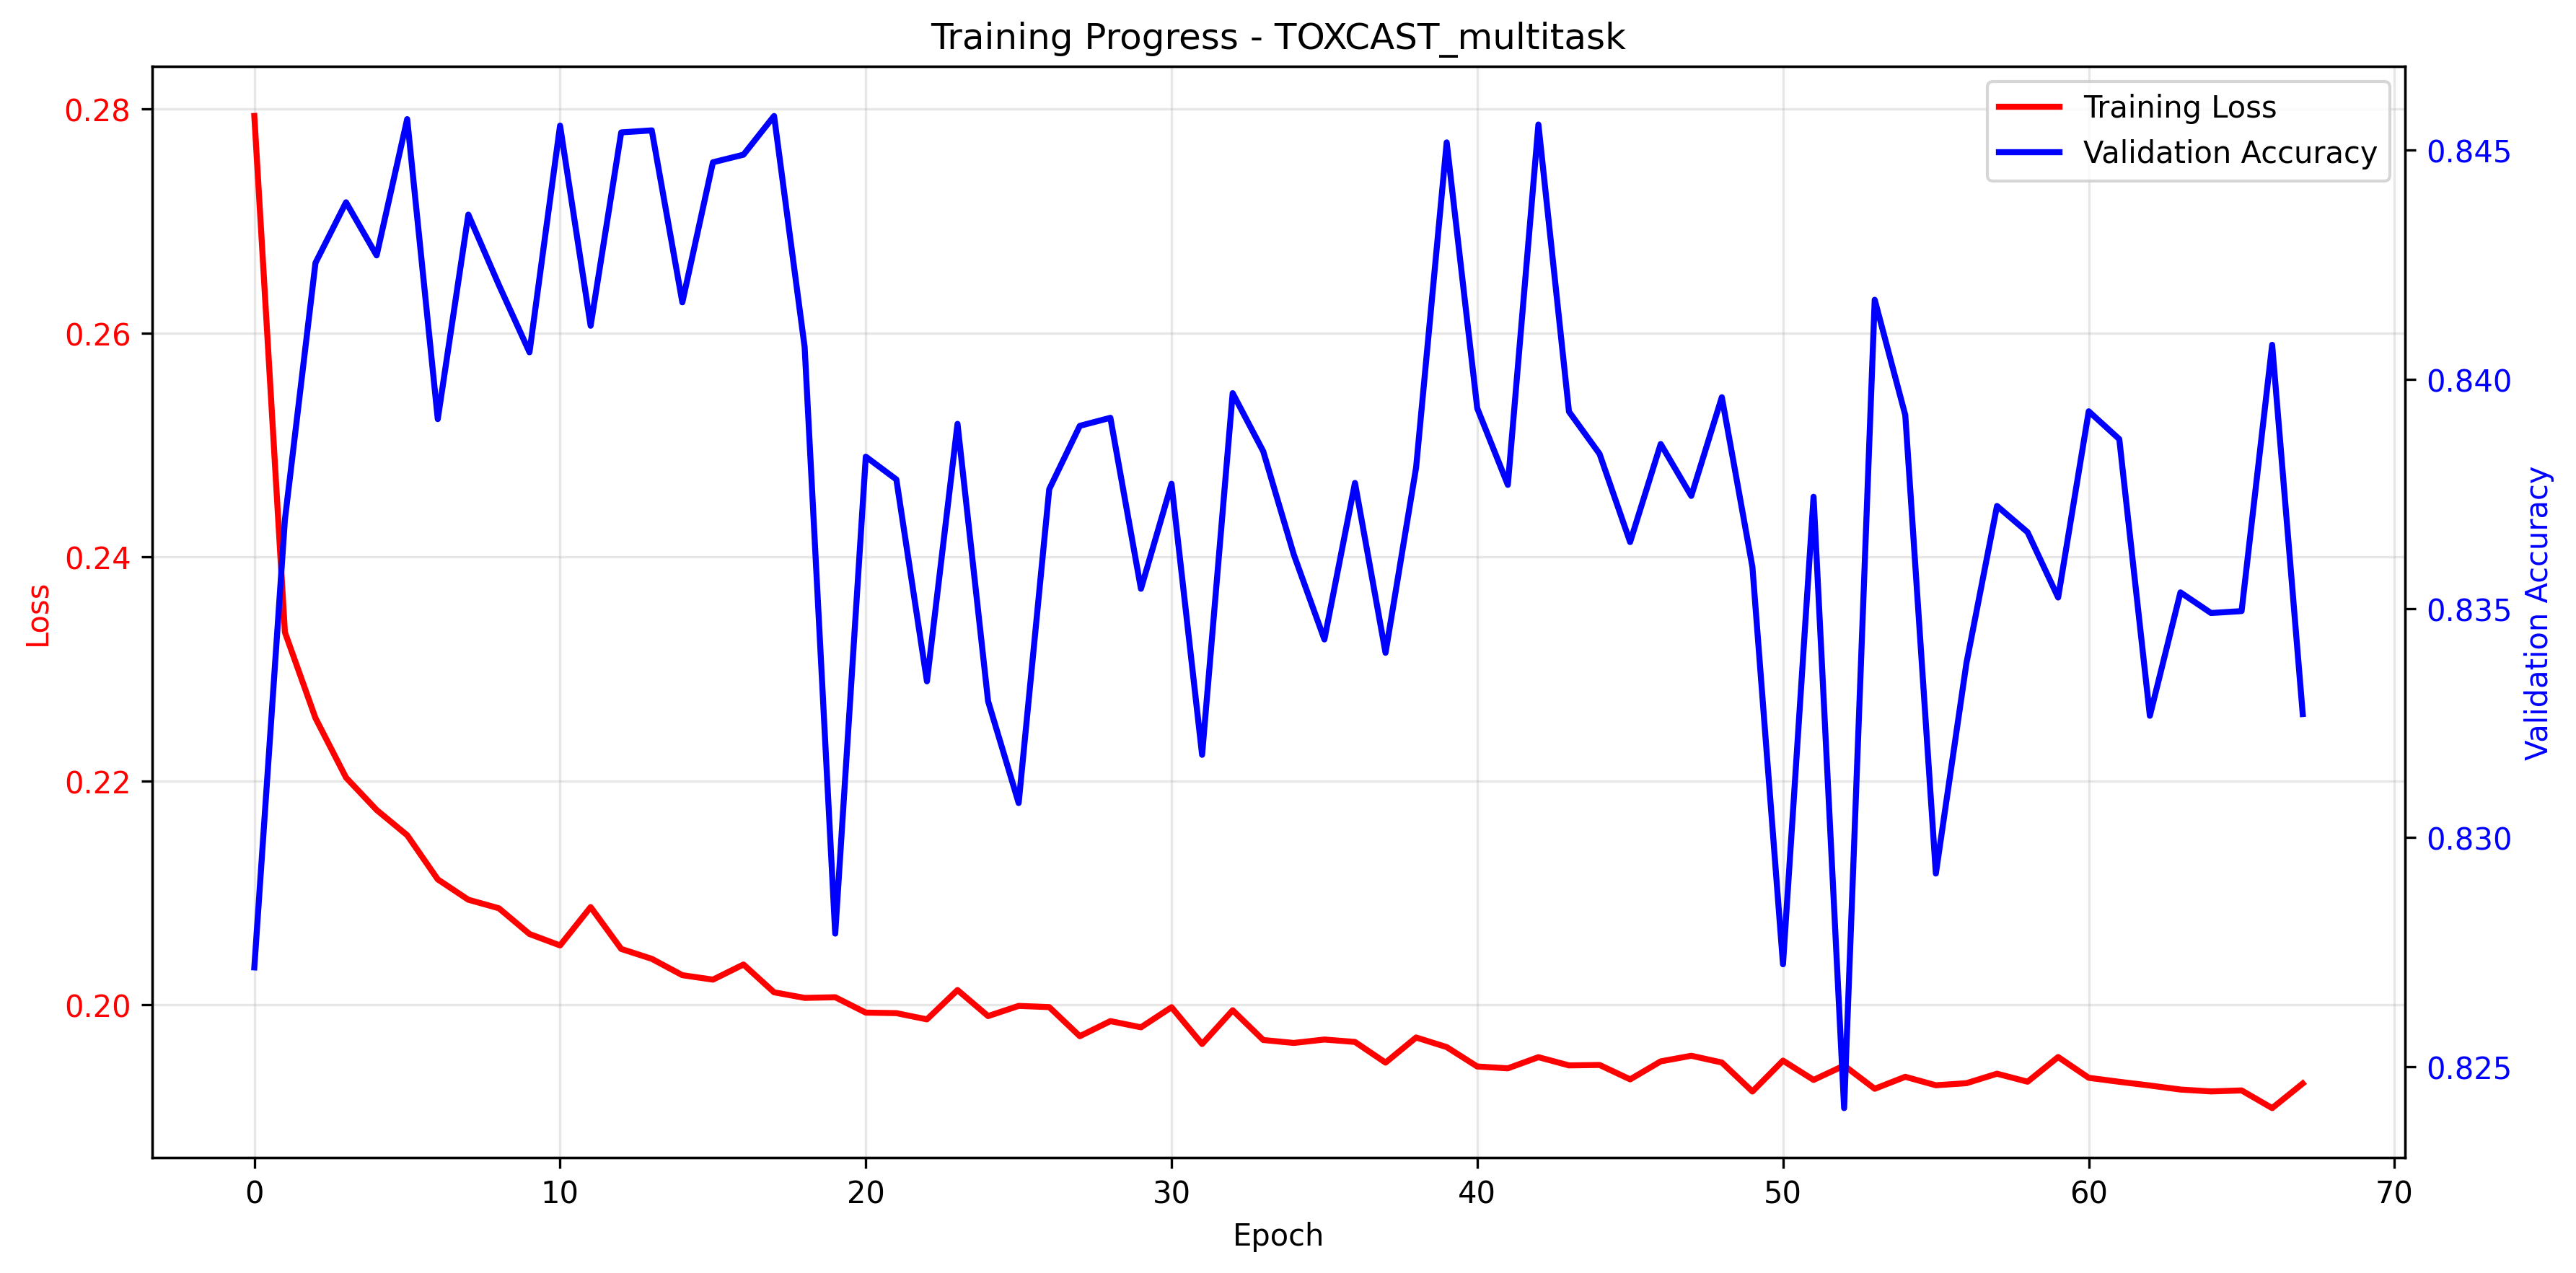 Training Progress - TOXCAST_multitask
Training Loss
Validation Accuracy
0.28
0.26
0.24
0.22
0.20
Loss
0.845
0.840
0.835
0.830
0.825
Validation Accuracy
0 10 20 30 40 50 60 70
Epoch